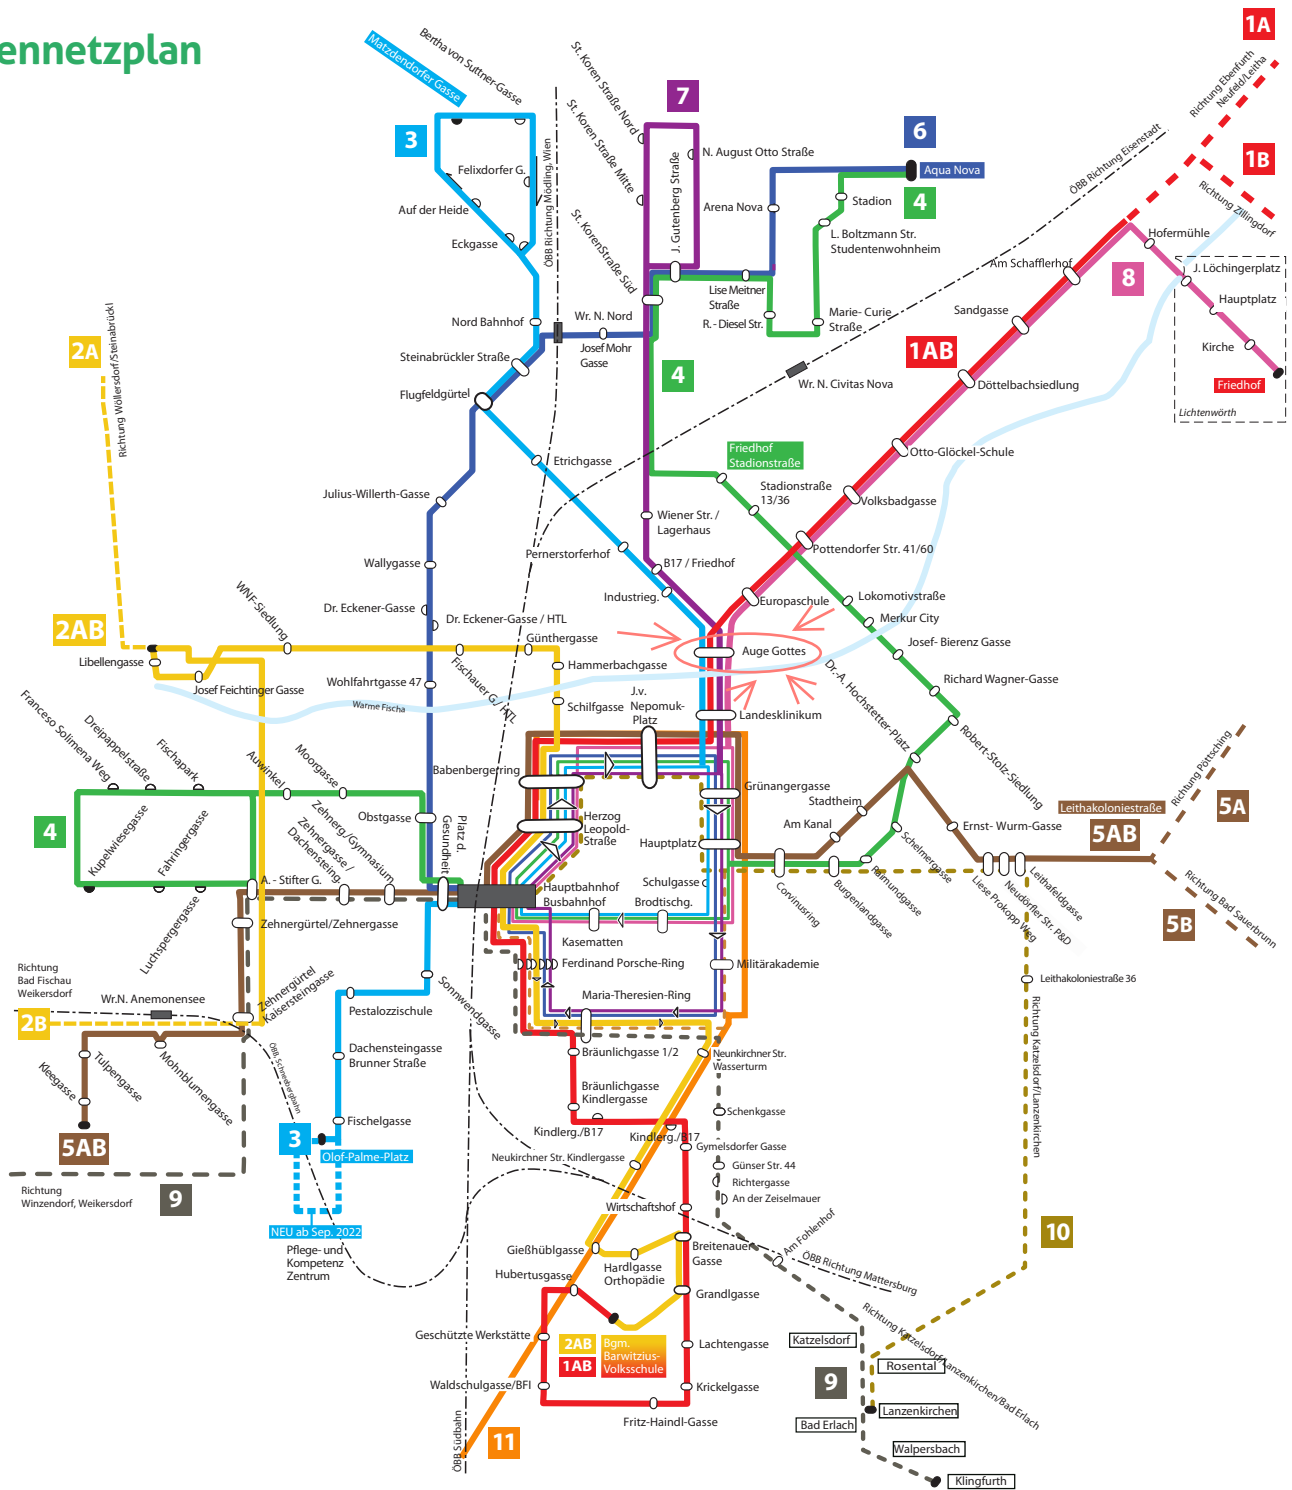 ennetzplan
1A
Richtung Ebenfurth
Neufeld/Leitha
Bertha von Suttner-Gasse
Matzdendorfer Gasse
3
St. Koren Straße Nord
7
6
Aqua Nova
4
1B
Richtung Zillingdorf
ÖBB Richtung Eisenstadt
ÖBB Richtung Mödling, Wien
St. Koren Straße Mitte
N. August Otto Straße
J. Gutenberg Straße
Felixdorfer G.
Auf der Heide
Eckgasse
Arena Nova
Stadion
L. Boltzmann Str.
Studentenwohnheim
St. KorenStraße Süd
Hofermühle
J. Löchingerplatz
Hauptplatz
Kirche
Friedhof
Lichtenwörth
8
Am Schafflerhof
Sandgasse
Lise Meitner
Straße
R. - Diesel Str.
Marie- Curie
Straße
Nord Bahnhof
Wr. N. Nord
Josef Mohr
Gasse
Steinabrückler Straße
Flugfeldgürtel
2A
Richtung Wöllersdorf/Steinabrückl
4
1AB
Wr. N. Civitas Nova
Döttelbachsiedlung
Otto-Glöckel-Schule
Friedhof
Stadionstraße
Stadionstraße
13/36
Volksbadgasse
Etrichgasse
Julius-Willerth-Gasse
Wiener Str. /
Lagerhaus
Pottendorfer Str. 41/60
Pernerstorferhof
B17 / Friedhof
Wallygasse
Industrieg.
Europaschule
Lokomotivstraße
Merkur City
Josef- Bierenz Gasse
Dr. Eckener-Gasse
Dr. Eckener-Gasse / HTL
WNF-Siedlung
2AB
Libellengasse
Josef Feichtinger Gasse
Günthergasse
Fischauer G./ HTL
Hammerbachgasse
Auge Gottes
Richard Wagner-Gasse
Dr.-A. Hochstetter-Platz
Robert-Stolz-Siedlung
Wohlfahrtgasse 47
Warme Fischa
Schilfgasse
J.v.
Nepomuk-
Platz
Landesklinikum
Franceso Solimena Weg
Dreipappelstraße
Fischapark
Auwinkel
Moorgasse
Babenbergerring
Grünangergasse
Stadtheim
Am Kanal
Richtung Pöttsching
5A
Leithakoloniestraße
5AB
4
Kupelwiesegasse
Fahringergasse
Zehnerg./Gymnasium
Zehnergasse /
Dachensteing.
Obstgasse
Platz d.
Gesundheit
Herzog
Leopold-
Straße
Hauptplatz
Schelmergasse
Ernst- Wurm-Gasse
A. - Stifter G.
Luchspergergasse
Hauptbahnhof
Busbahnhof
Schulgasse
Brodtischg.
Kasematten
Corvinusring
Burgenlandgasse
Raimundgasse
Liese Prokopp Weg
Neudörfler Str. P&D
Leithafeldgasse
Richtung Bad Sauerbrunn
5B
Zehnergürtel/Zehnergasse
Ferdinand Porsche-Ring
Militärakademie
Leithakoloniestraße 36
Richtung
Bad Fischau
Weikersdorf
2B
Wr.N. Anemonensee
Zehnergürtel
Kaisersteingasse
Pestalozzischule
Sonnwendgasse
Maria-Theresien-Ring
Richtung Katzelsdorf/Lanzenkirchen
Kleegasse
Tulpengasse
Mohnblumengasse
5AB
ÖBB, Schneebergbahn
Dachensteingasse
Brunner Straße
Bräunlichgasse 1/2
Neunkirchner Str.
Wasserturm
Bräunlichgasse
Kindlergasse
Fischelgasse
Schenkgasse
3
Olof-Palme-Platz
Kindlerg./B17
Kindlerg./B17
Gymelsdorfer Gasse
Neukirchner Str. Kindlergasse
Günser Str. 44
Richtergasse
An der Zeiselmauer
Richtung
Winzendorf, Weikersdorf
9
NEU ab Sep. 2022
Pflege- und
Kompetenz
Zentrum
Wirtschaftshof
Am Fohlenhof
10
Gießhüblgasse
Hardlgasse
Orthopädie
Breitenauer
Gasse
ÖBB Richtung Mattersburg
Hubertusgasse
Grandlgasse
Geschützte Werkstätte
2AB
1AB
Bgm.
Barwitzius-
Volksschule
Lachtengasse
Katzelsdorf
Richtung Katzelsdorf/Lanzenkirchen/Bad Erlach
Rosental
Waldschulgasse/BFI
Krickelgasse
9
Lanzenkirchen
Fritz-Haindl-Gasse
Bad Erlach
ÖBB Südbahn
11
Walpersbach
Klingfurth